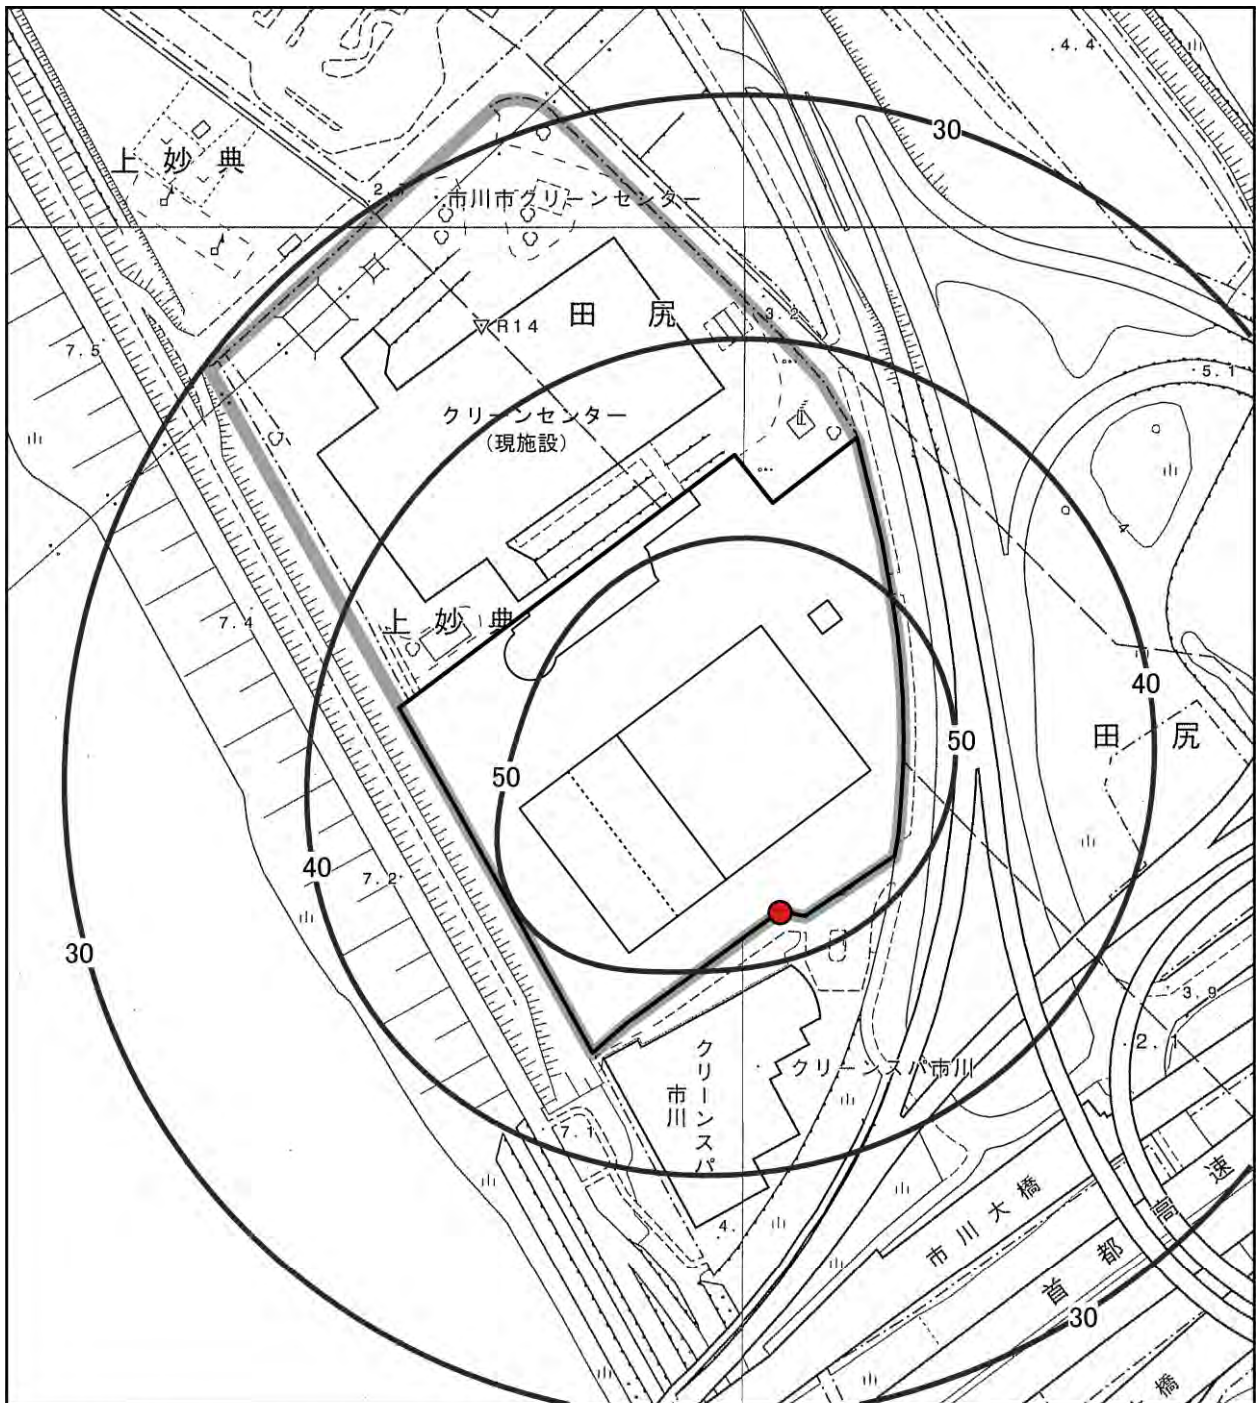 4.4
30
上妙典
2.
市川市クリーンセンター
田尻
3.2
R14
7.5
5.1
クリーンセンター
(現施設)
4
7.4
上妙典
40
50
田尻
50
40
7.2
30
3.9
2.1
クリーンスパ市川
クリーンスパ
市川
7.1
4.
市川大橋
首都高速
30
橋